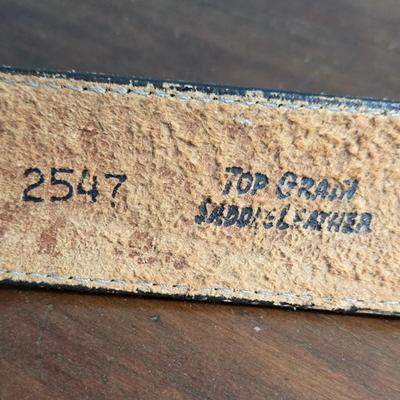 2547
TOP GRAIN
SADDLE LEATHER